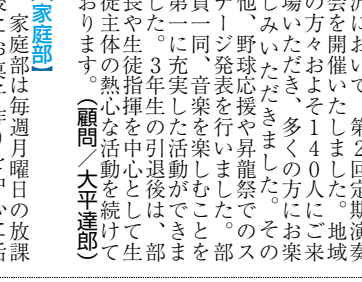 沢において、第2回定期演奏
会を開催いたしました。地域
の方々およそ140人にご来
場いただき、多くの方にお楽
しみいただきました。その
他、野球応援や昇龍祭でのス
テージ発表を行いました。部
員一同、音楽を楽しむことを
第一に充実した活動ができま
した。3年生の引退後は、部
長や生徒指揮を中心として生
徒主体の熱心な活動を続けて
おります。(顧問/大平達郎)
家庭部】
家庭部は毎週月曜日の放課